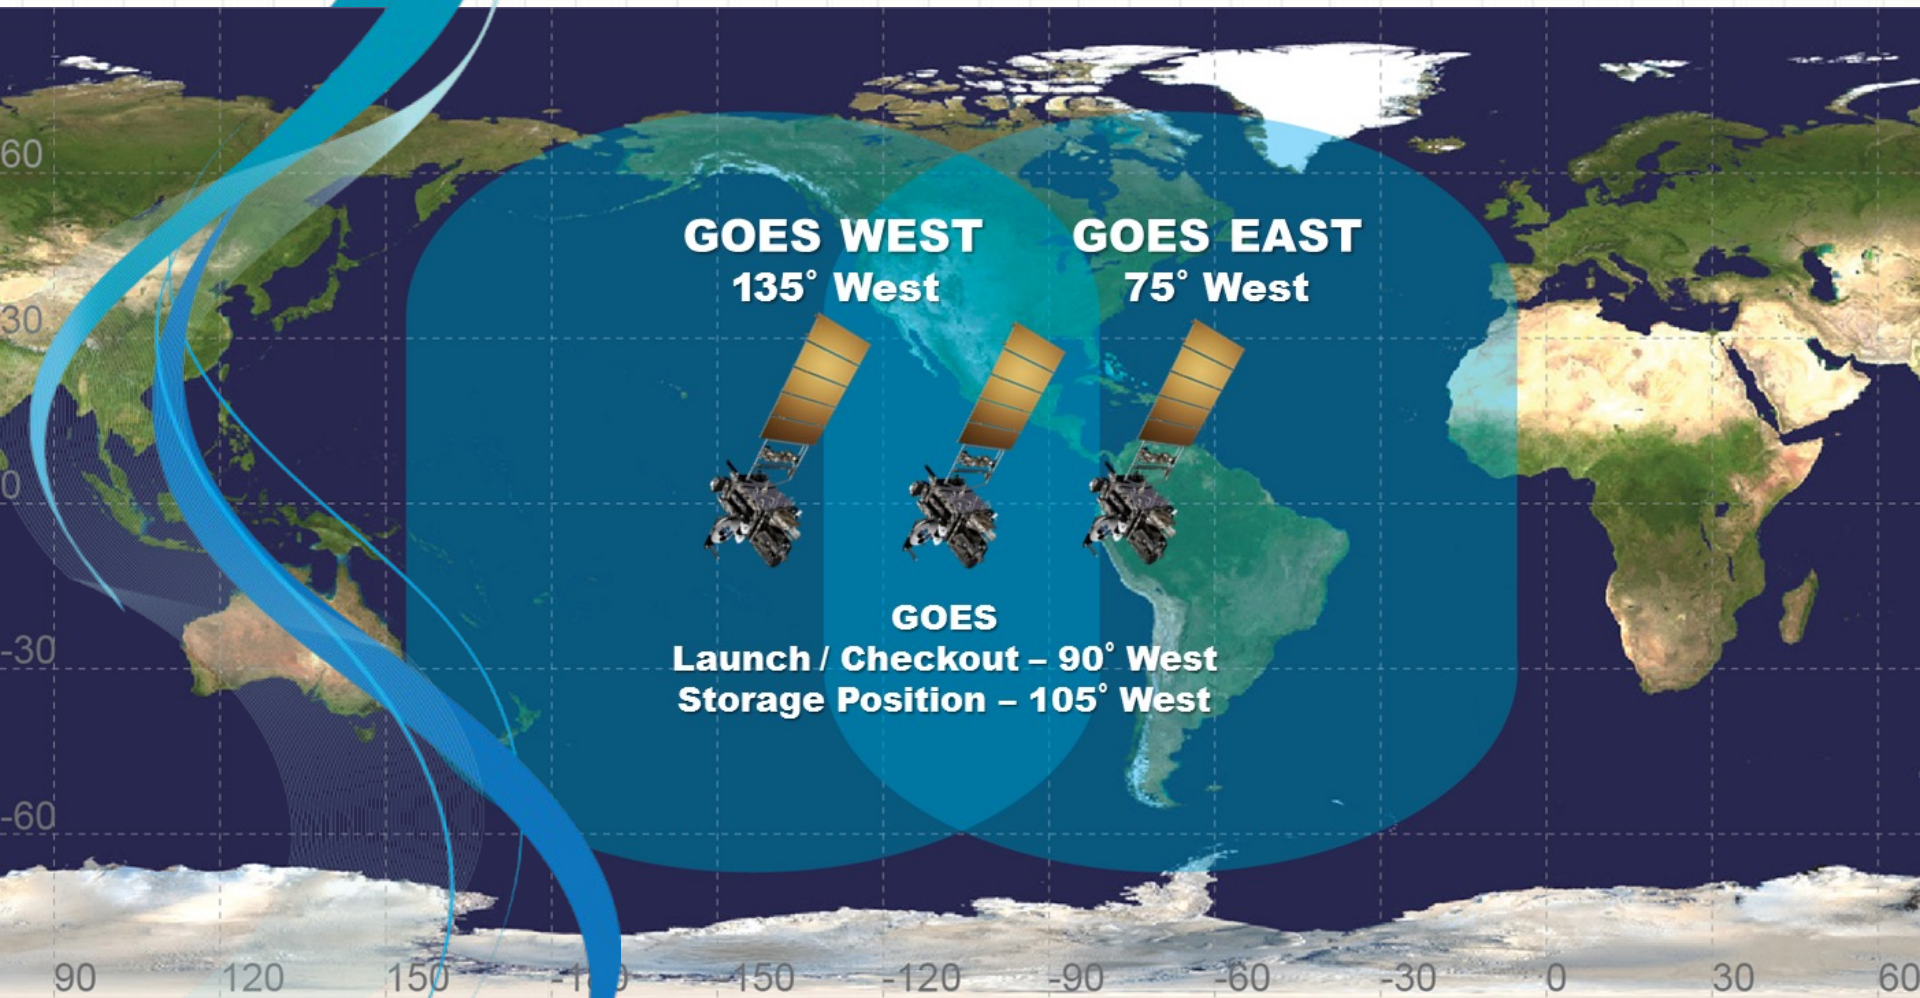 60
30
0
-30
-60
GOES WEST
135° West
GOES EAST
75° West
GOES
Launch / Checkout – 90° West
Storage Position – 105° West
90 120 150 -180 -150 -120 -90 -60 -30 0 30 60